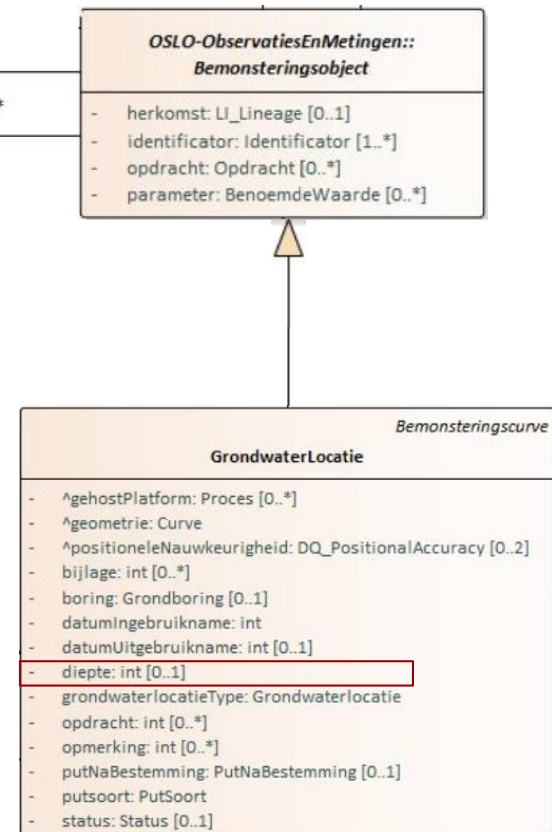 OSLO-ObservatiesEnMetingen::
Bemonsteringsobject
*
- herkomst: LI_Lineage [0..1]
- identificator: Identificator [1..*]
- opdracht: Opdracht [0..*]
- parameter: BenoemdeWaarde [0..*]
Bemonsteringscurve
GrondwaterLocatie
- ^gehostPlatform: Proces [0..*]
- ^geometrie: Curve
- ^positioneleNauwkeurigheid: DQ_PositionalAccuracy [0..2]
- bijlage: int [0..*]
- boring: Grondboring [0..1]
- datumIngebruikname: int
- datumUitgebruikname: int [0..1]
- diepte: int [0..1]
- grondwaterlocatieType: Grondwaterlocatie
- opdracht: int [0..*]
- opmerking: int [0..*]
- putNaBestemming: PutNaBestemming [0..1]
- putsoort: PutSoort
- status: Status [0..1]